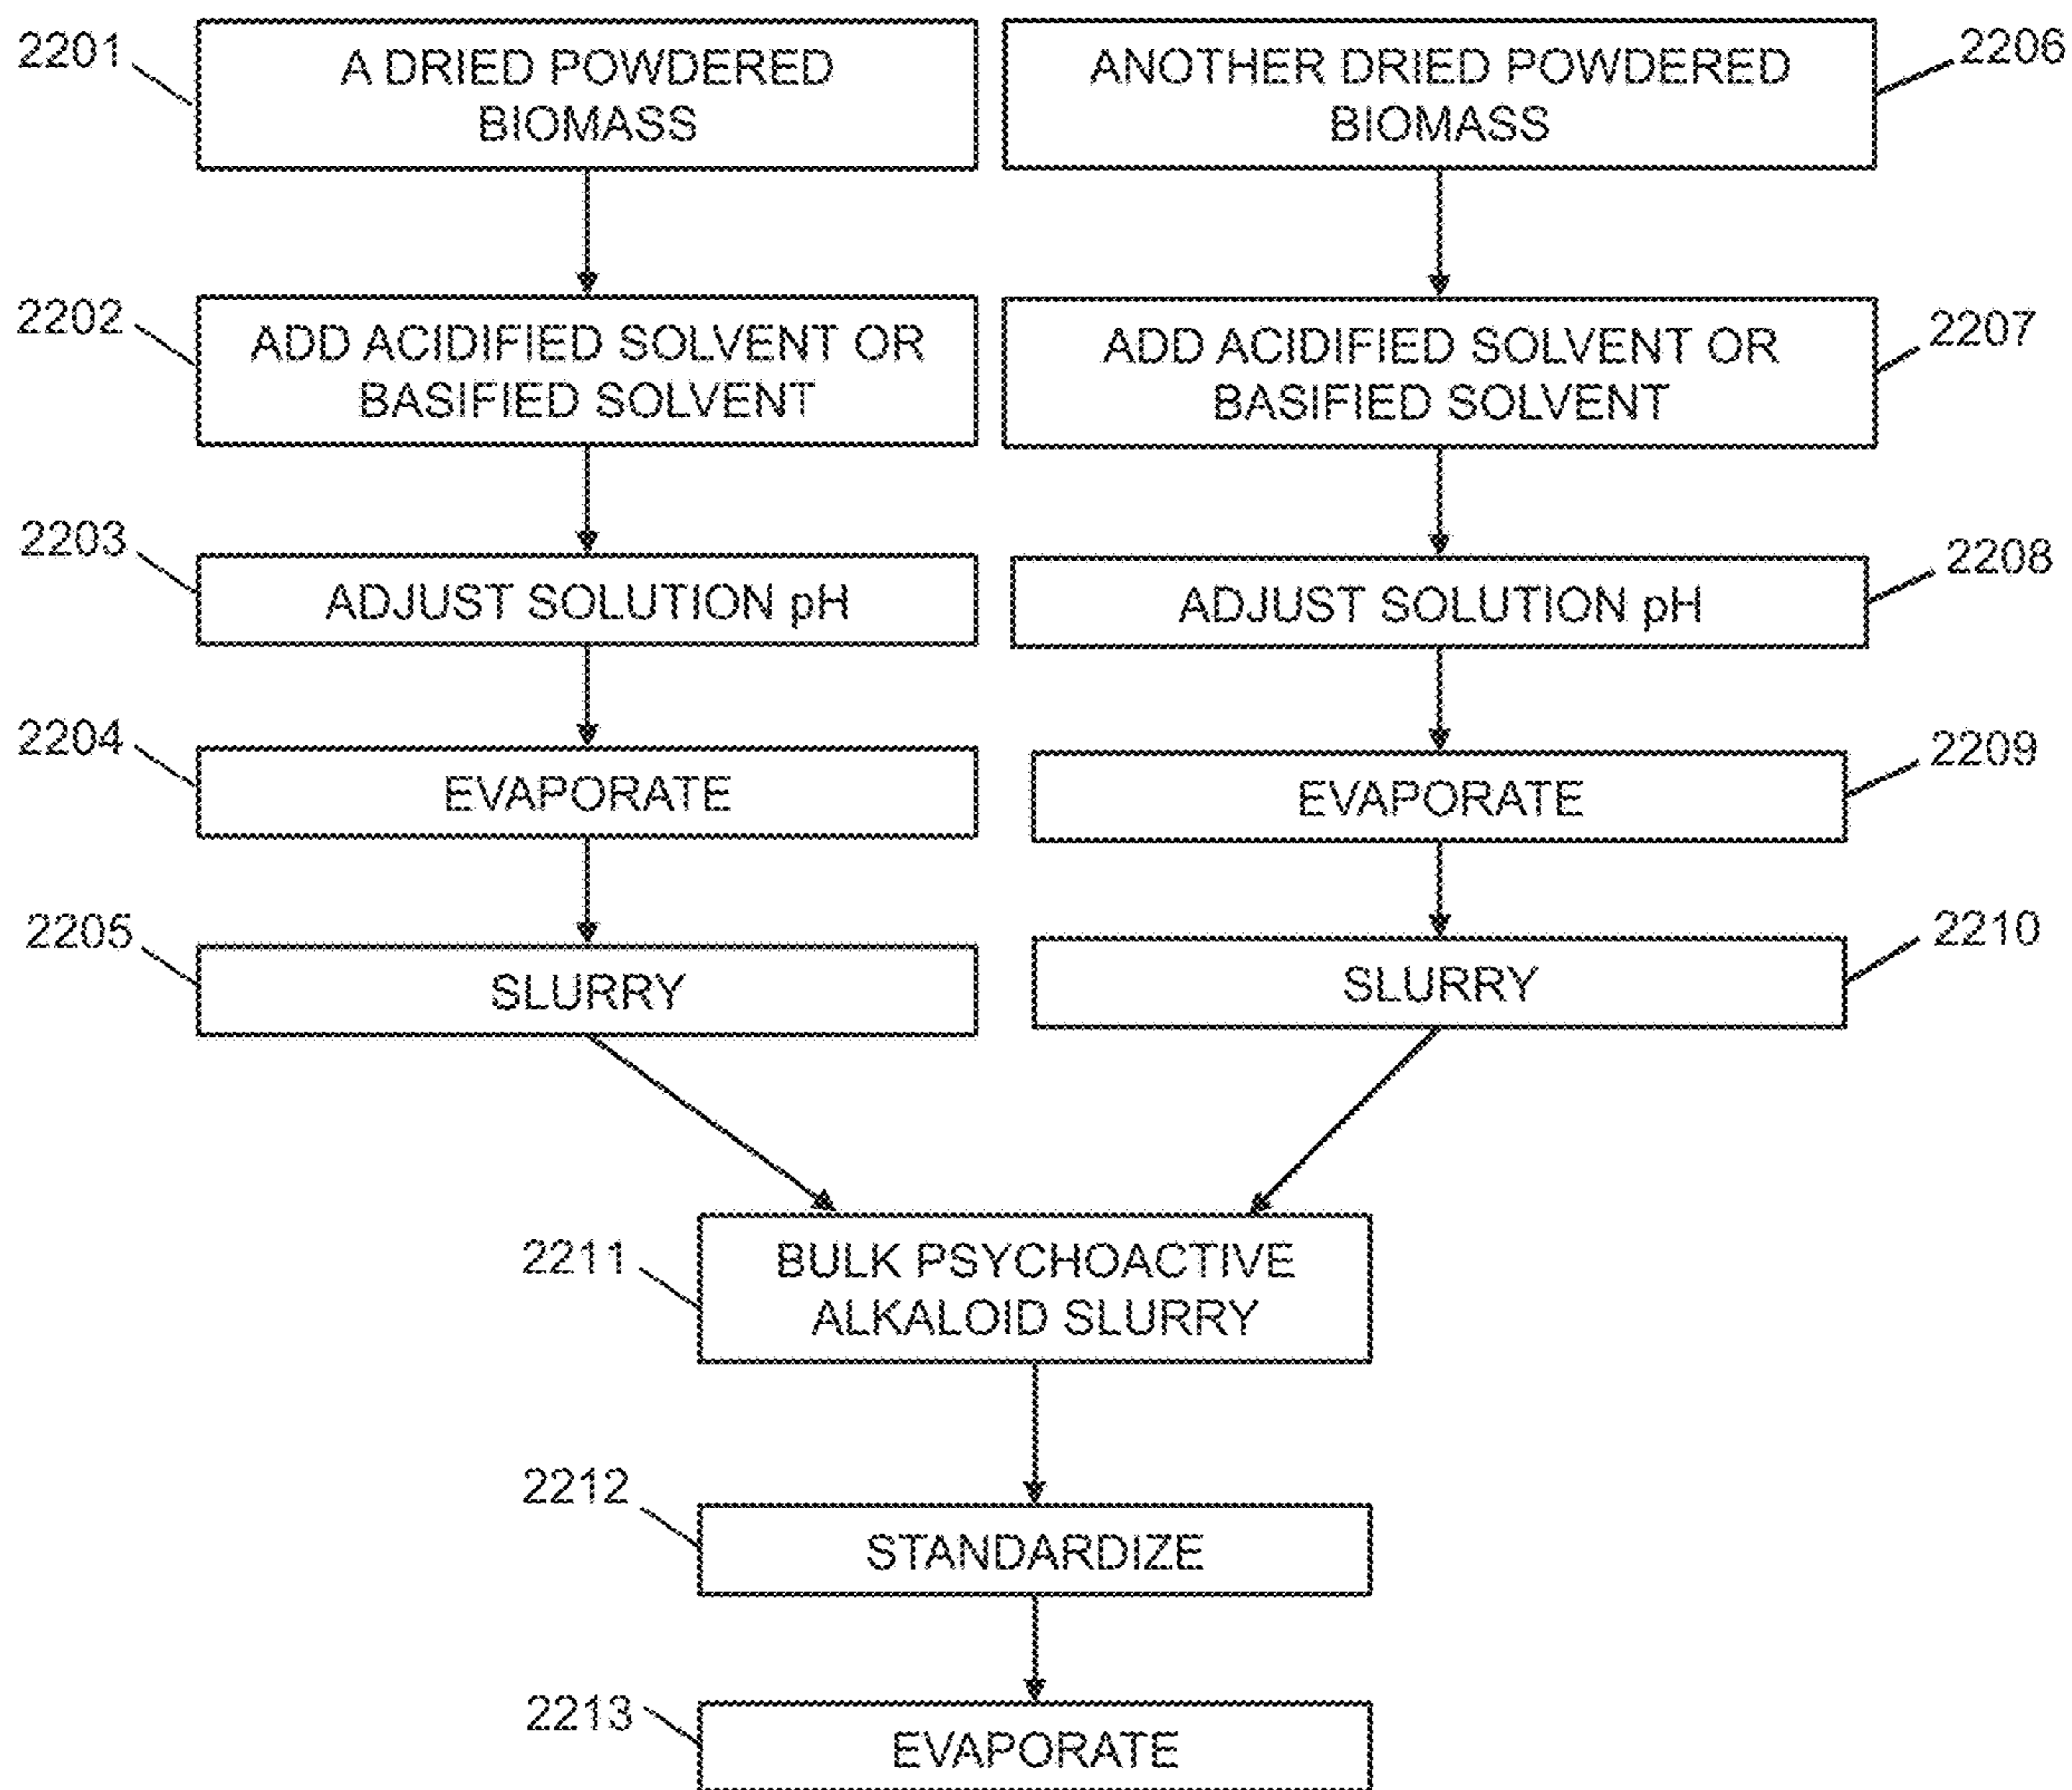 2201
A DRIED POWDERED
BIOMASS
ANOTHER DRIED POWDERED
BIOMASS
2206
2202
ADD ACIDIFIED SOLVENT OR
BASIFIED SOLVENT
ADD ACIDIFIED SOLVENT OR
BASIFIED SOLVENT
2207
2203
ADJUST SOLUTION pH
ADJUST SOLUTION pH
2208
2204
EVAPORATE
EVAPORATE
2209
2205
SLURRY
SLURRY
2210
2211
BULK PSYCHOACTIVE
ALKALOID SLURRY
2212
STANDARDIZE
2213
EVAPORATE